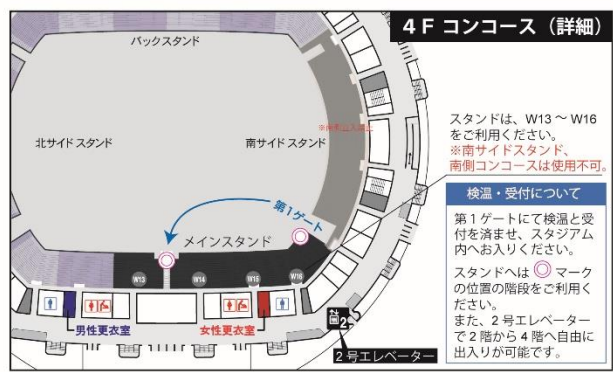 4F コンコース（詳細）
バックスタンド
北サイドスタンド
南サイドスタンド
第1ゲート
メインスタンド
W13
W14
W15
W16
男性更衣室
女性更衣室
2
2号エレベーター
スタンドは、W13～W16
をご利用ください。
※南サイドスタンド、
南側コンコースは使用不可。
検温・受付について
第1ゲートにて検温と受
付を済ませ、スタジアム
内へお入りください。
スタンドへは◎マーク
の位置の階段をご利用く
ださい。
また、2号エレベーター
で2階から4階へ自由に
出入りが可能です。